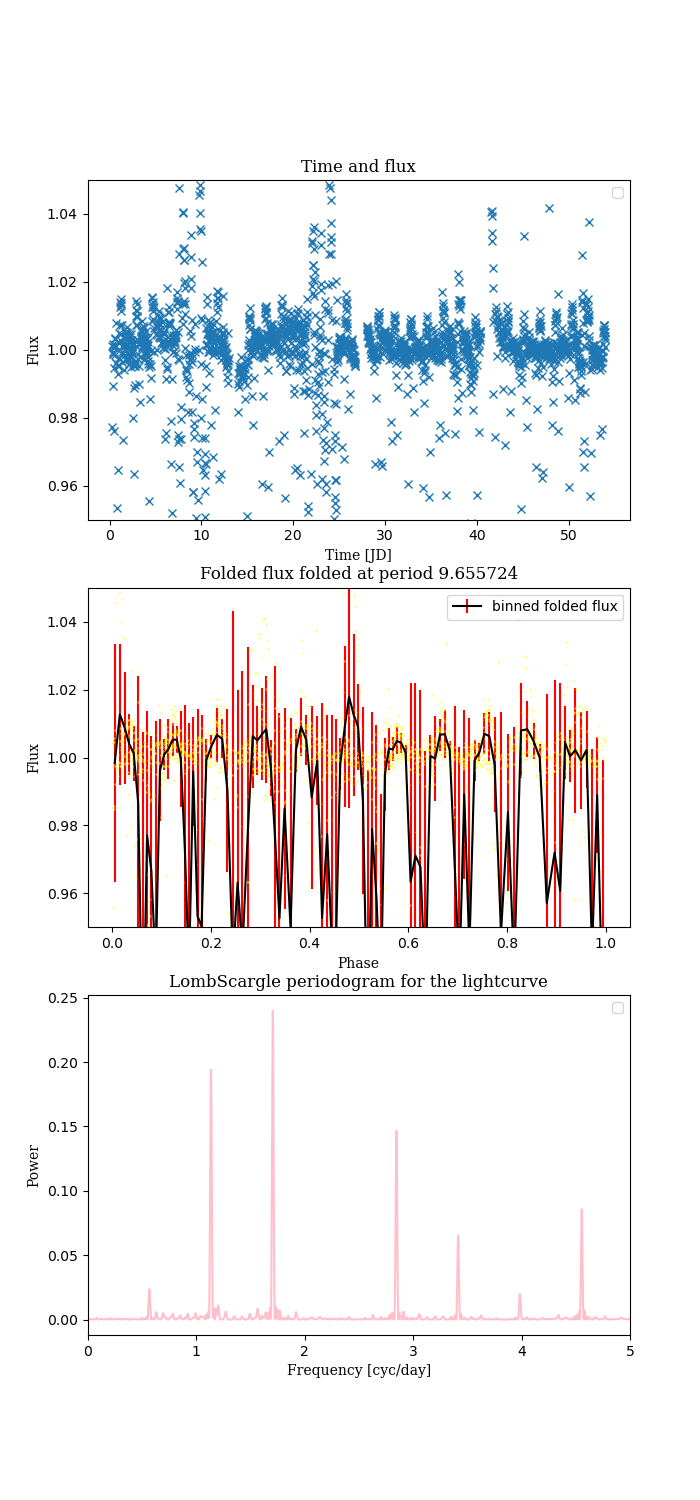 Time and flux
1.04
1.02
1.00
0.98
0.96
Flux
0 10 20 30 40 50
Time [JD]
Folded flux folded at period 9.655724
binned folded flux
1.04
1.02
1.00
0.98
0.96
Flux
0.0 0.2 0.4 0.6 0.8 1.0
Phase
LombScargle periodogram for the lightcurve
0.25
0.20
0.15
0.10
0.05
0.00
Power
0 1 2 3 4 5
Frequency [cyc/day]